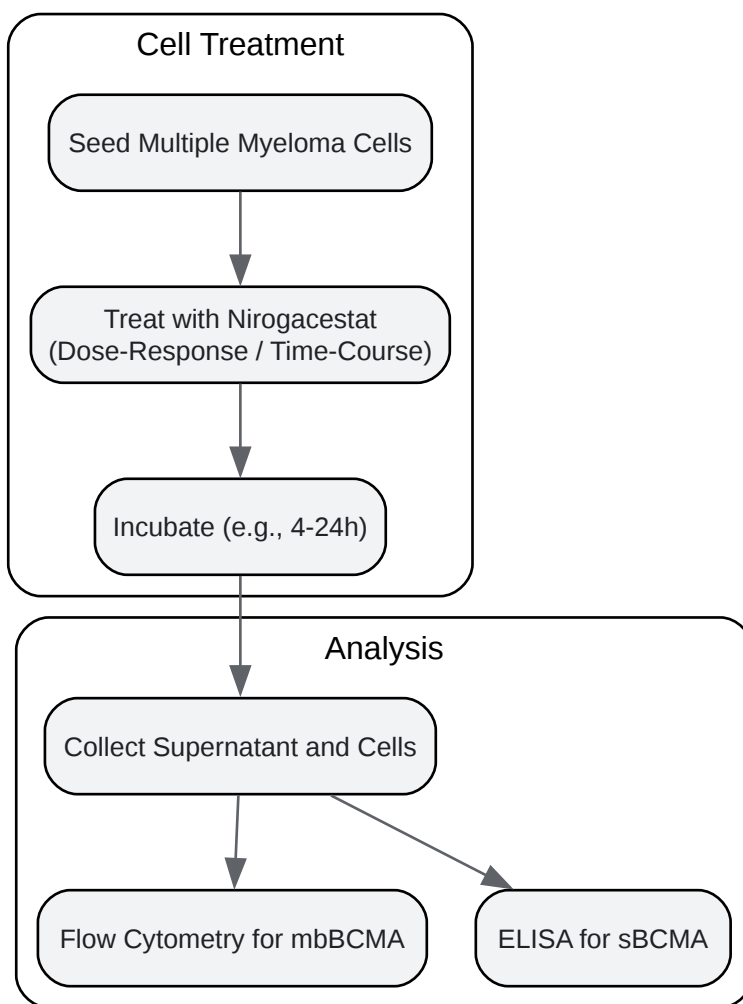 Cell Treatment
Seed Multiple Myeloma Cells
Treat with Nirogacestat
(Dose-Response / Time-Course)
Incubate (e.g., 4-24h)
Analysis
Collect Supernatant and Cells
Flow Cytometry for mbBCMA
ELISA for sBCMA